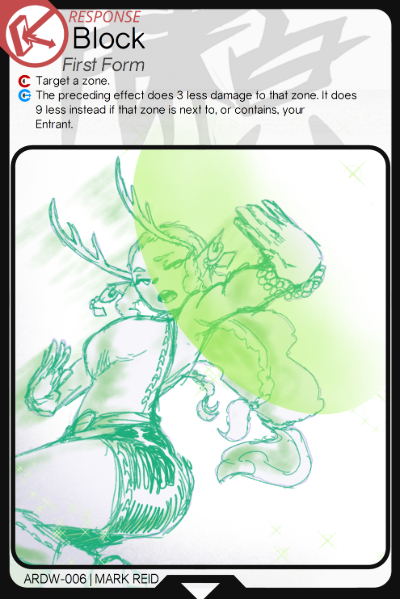 RESPONSE
Block
First Form
Target a zone.
The preceding effect does 3 less damage to that zone. It does
9 less instead if that zone is next to, or contains, your
Entrant.
ARDW-006 | MARK REID